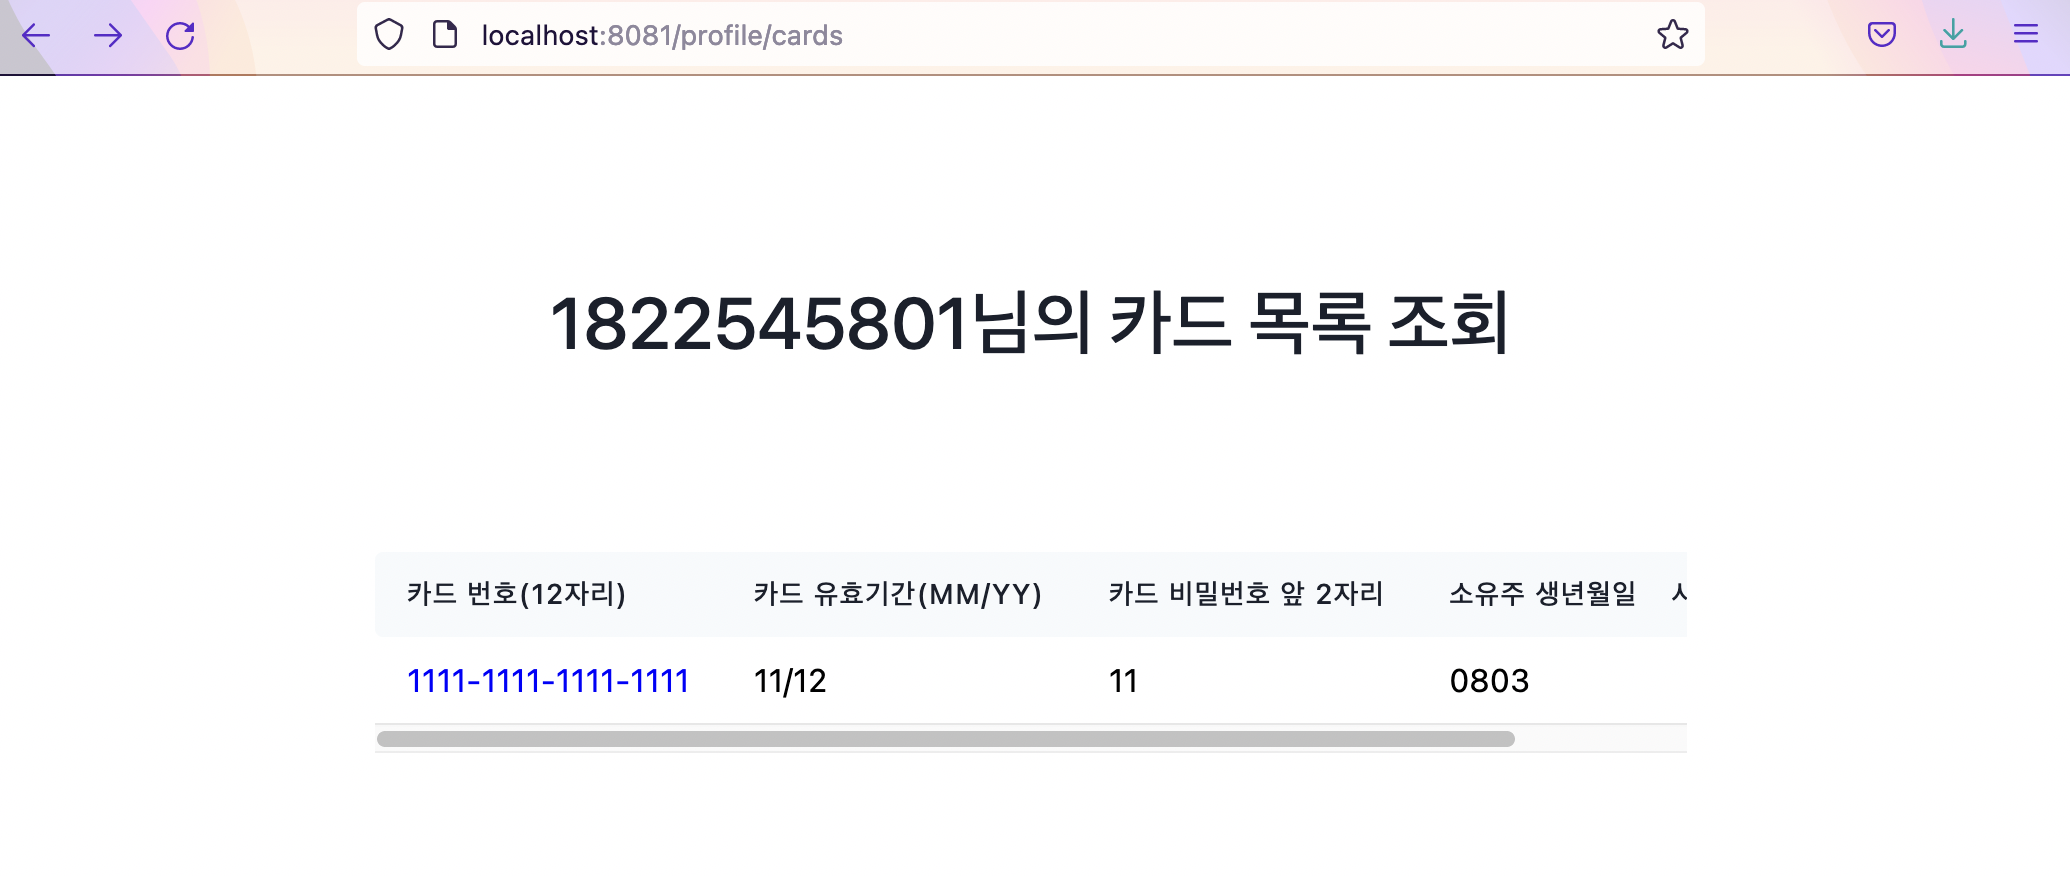 localhost:8081/profile/cards
1822545801님의 카드 목록 조회
카드 번호(12자리) 카드 유효기간(MM/YY) 카드 비밀번호 앞 2자리 소유주 생년월일
1111-1111-1111-1111 11/12 11 0803